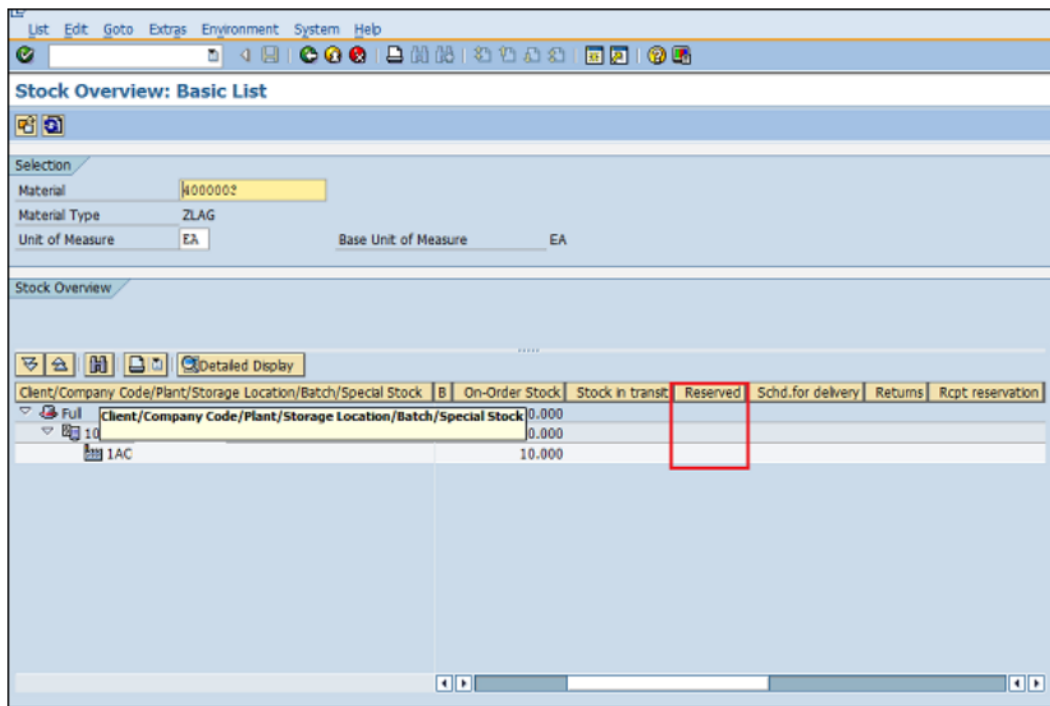 List Edit Goto Extras Environment System Help
Stock Overview: Basic List
Selection
Material 4000003
Material Type ZLAG
Unit of Measure EA Base Unit of Measure EA
Stock Overview
Detailed Display
Client/Company Code/Plant/Storage Location/Batch/Special Stock B On-Order Stock Stock in transit Reserved Schd.for delivery Returns Rcpt reservation
Full Client/Company Code/Plant/Storage Location/Batch/Special Stock 0.000
10 0.000
1AC 10.000